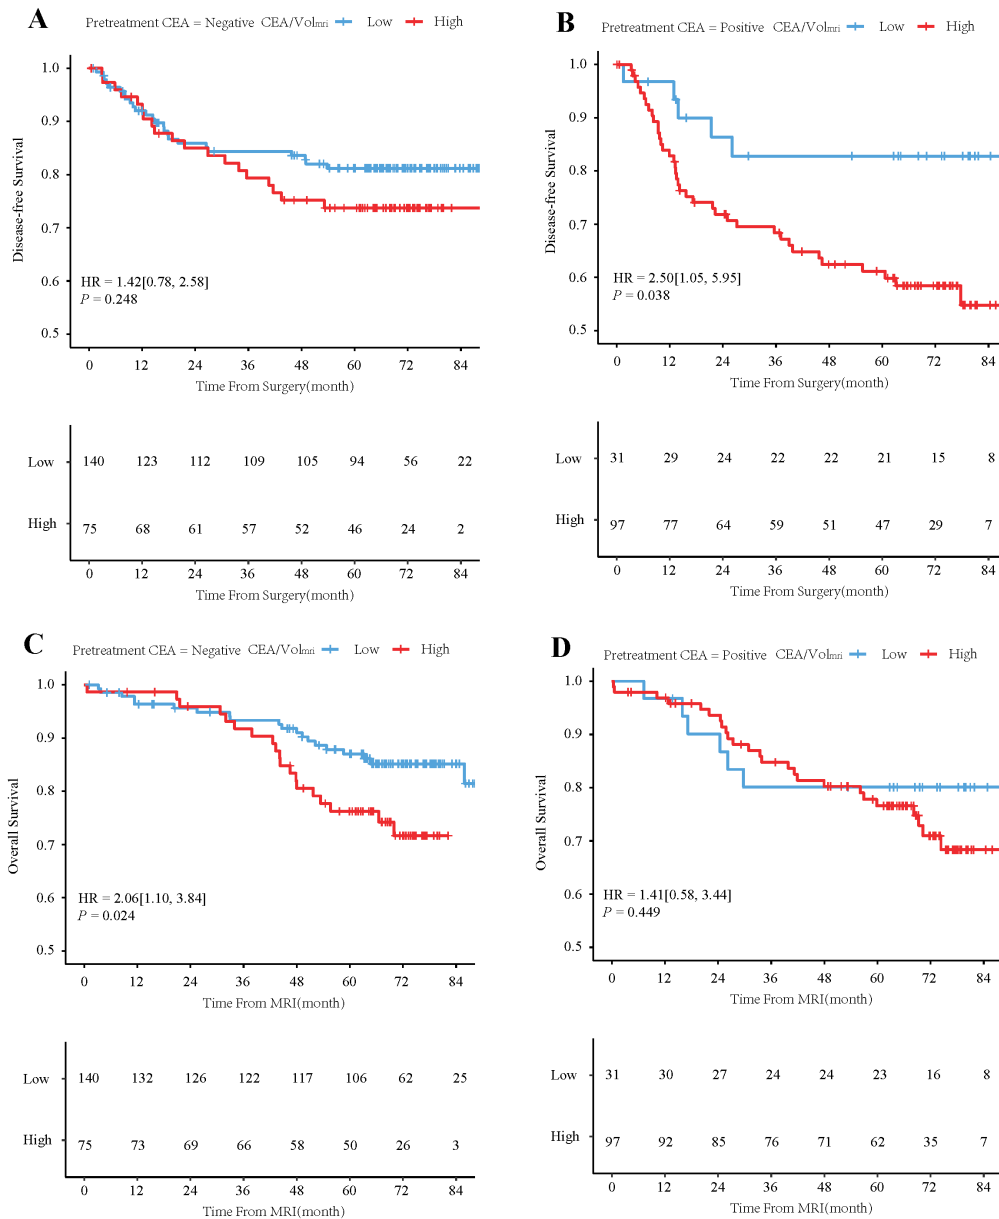 A
Pretreatment CEA = Negative CEA/Volmri Low High
Disease-free Survival
1.0
0.9
0.8
0.7
0.6
0.5
HR = 1.42[0.78, 2.58]
P = 0.248
0 12 24 36 48 60 72 84
Time From Surgery(month)
Low 140 123 112 109 105 94 56 22
High 75 68 61 57 52 46 24 2
0 12 24 36 48 60 72 84
Time From Surgery(month)
B
Pretreatment CEA = Positive CEA/Volmri Low High
Disease-free Survival
1.0
0.9
0.8
0.7
0.6
0.5
HR = 2.50[1.05, 5.95]
P = 0.038
0 12 24 36 48 60 72 84
Time From Surgery(month)
Low 31 29 24 22 22 21 15 8
High 97 77 64 59 51 47 29 7
0 12 24 36 48 60 72 84
Time From Surgery(month)
C
Pretreatment CEA = Negative CEA/Volmri Low High
Overall Survival
1.0
0.9
0.8
0.7
0.6
0.5
HR = 2.06[1.10, 3.84]
P = 0.024
0 12 24 36 48 60 72 84
Time From MRI(month)
Low 140 132 126 122 117 106 62 25
High 75 73 69 66 58 50 26 3
0 12 24 36 48 60 72 84
Time From MRI(month)
D
Pretreatment CEA = Positive CEA/Volmri Low High
Overall Survival
1.0
0.9
0.8
0.7
0.6
0.5
HR = 1.41[0.58, 3.44]
P = 0.449
0 12 24 36 48 60 72 84
Time From MRI(month)
Low 31 30 27 24 24 23 16 8
High 97 92 85 76 71 62 35 7
0 12 24 36 48 60 72 84
Time From MRI(month)